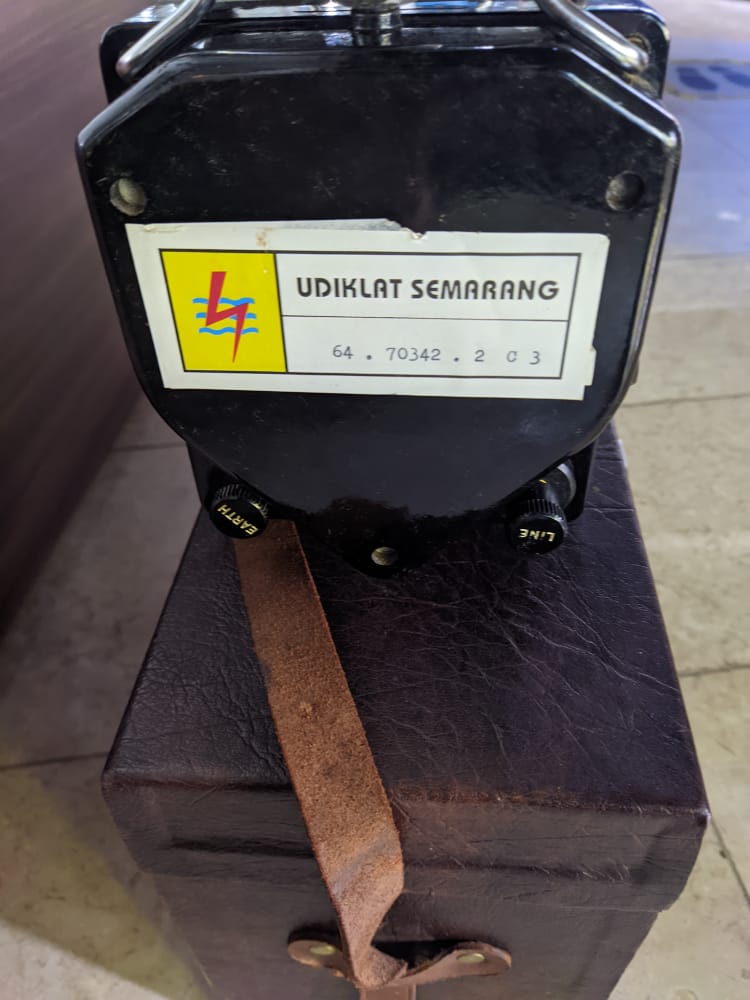 UDIKLAT SEMARANG
64 . 70342 . 2 C 3
EARTH
LiNE